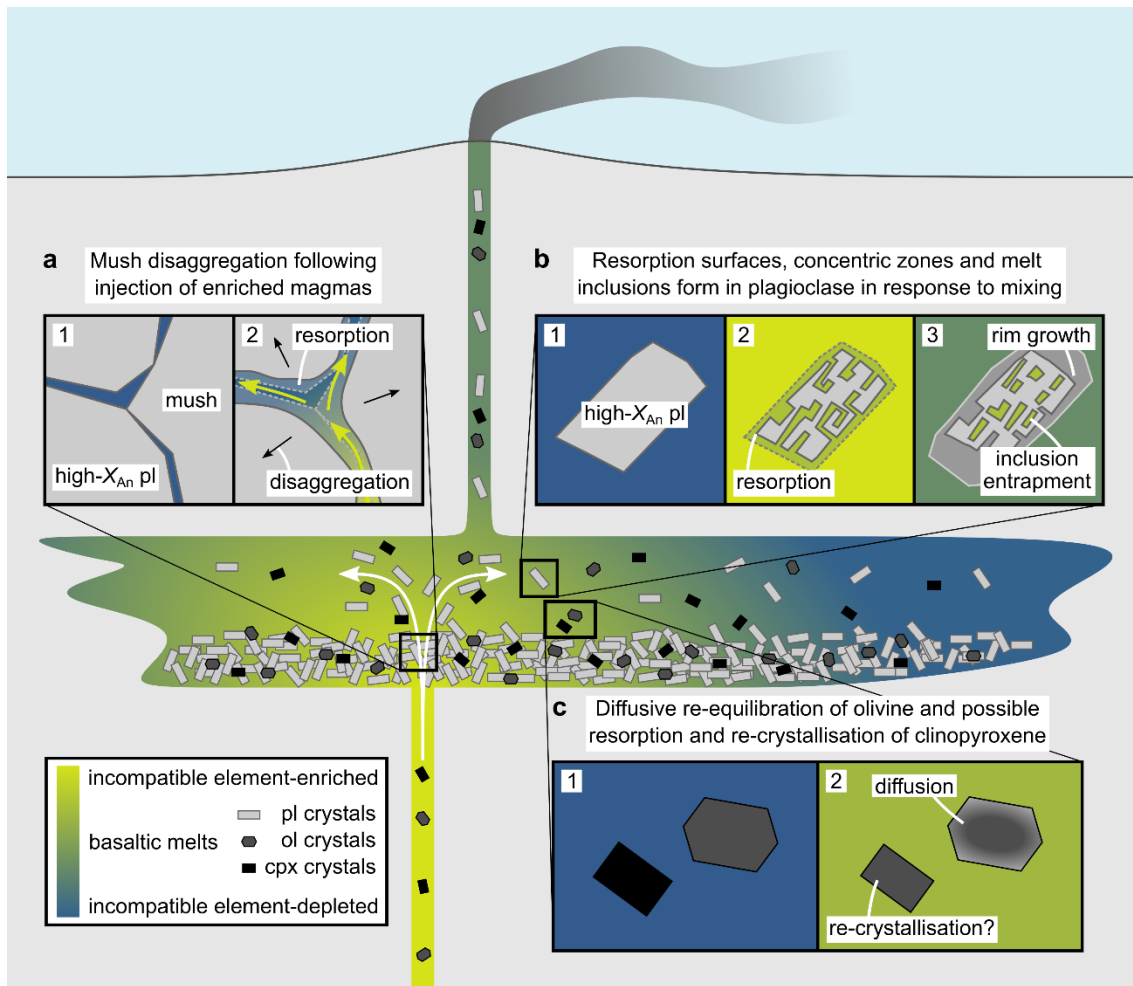 a
Mush disaggregation following
injection of enriched magmas
1
mush
high-XAn pl
2
resorption
disaggregation
b
Resorption surfaces, concentric zones and melt
inclusions form in plagioclase in response to mixing
1
high-XAn pl
2
resorption
3
rim growth
inclusion
entrapment
c
Diffusive re-equilibration of olivine and possible
resorption and re-crystallisation of clinopyroxene
1
2
diffusion
re-crystallisation?
incompatible element-enriched
pl crystals
basaltic melts
ol crystals
cpx crystals
incompatible element-depleted